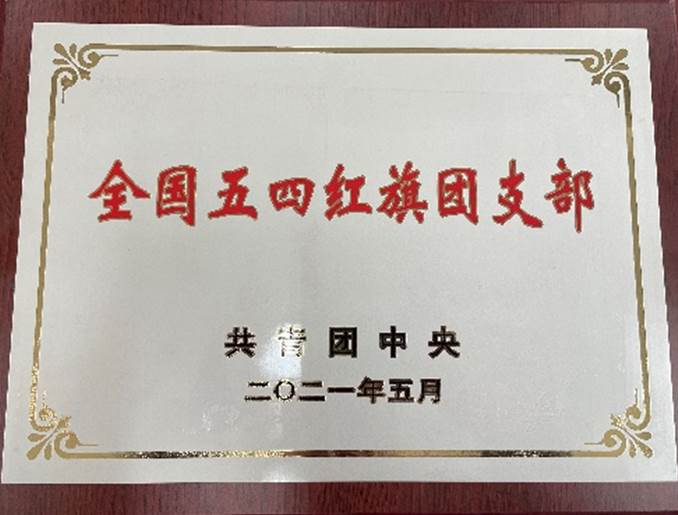 全国五四红旗团支部
共青团中央
二〇二一年五月